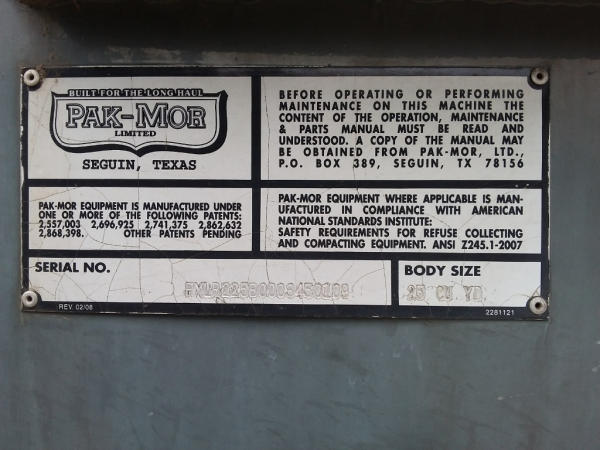 BUILT FOR THE LONG HAUL
PAK-MOR
LIMITED
SEGUIN, TEXAS
BEFORE OPERATING OR PERFORMING
MAINTENANCE ON THIS MACHINE THE
CONTENT OF THE OPERATION, MAINTENANCE
& PARTS MANUAL MUST BE READ AND
UNDERSTOOD. A COPY OF THE MANUAL MAY
BE OBTAINED FROM PAK-MOR, LTD.,
P.O. BOX 389, SEGUIN, TX 78156
PAK-MOR EQUIPMENT IS MANUFACTURED UNDER
ONE OR MORE OF THE FOLLOWING PATENTS:
2,557,003 2,696,925 2,741,375 2,862,632
2,868,398. OTHER PATENTS PENDING
PAK-MOR EQUIPMENT WHERE APPLICABLE IS MAN-
UFACTURED IN COMPLIANCE WITH AMERICAN
NATIONAL STANDARDS INSTITUTE:
SAFETY REQUIREMENTS FOR REFUSE COLLECTING
AND COMPACTING EQUIPMENT. ANSI Z245.1-2007
SERIAL NO.
BODY SIZE
25 CU YD
REV. 02/08
2281121